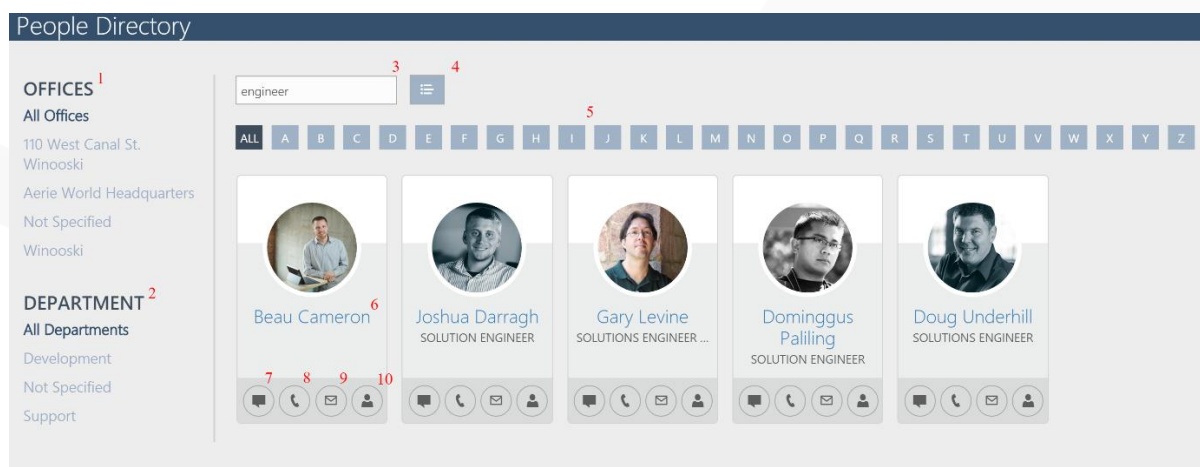 People Directory
OFFICES 1
All Offices
110 West Canal St.
Winooski
Aerie World Headquarters
Not Specified
Winooski
DEPARTMENT 2
All Departments
Development
Not Specified
Support
3 4
engineer
5
ALL A B C D E F G H I J K L M N O P Q R S T U V W X Y Z
Beau Cameron 6
7 8 9 10
Joshua Darragh
SOLUTION ENGINEER
Gary Levine
SOLUTIONS ENGINEER ...
Dominggus
Paliling
SOLUTION ENGINEER
Doug Underhill
SOLUTIONS ENGINEER